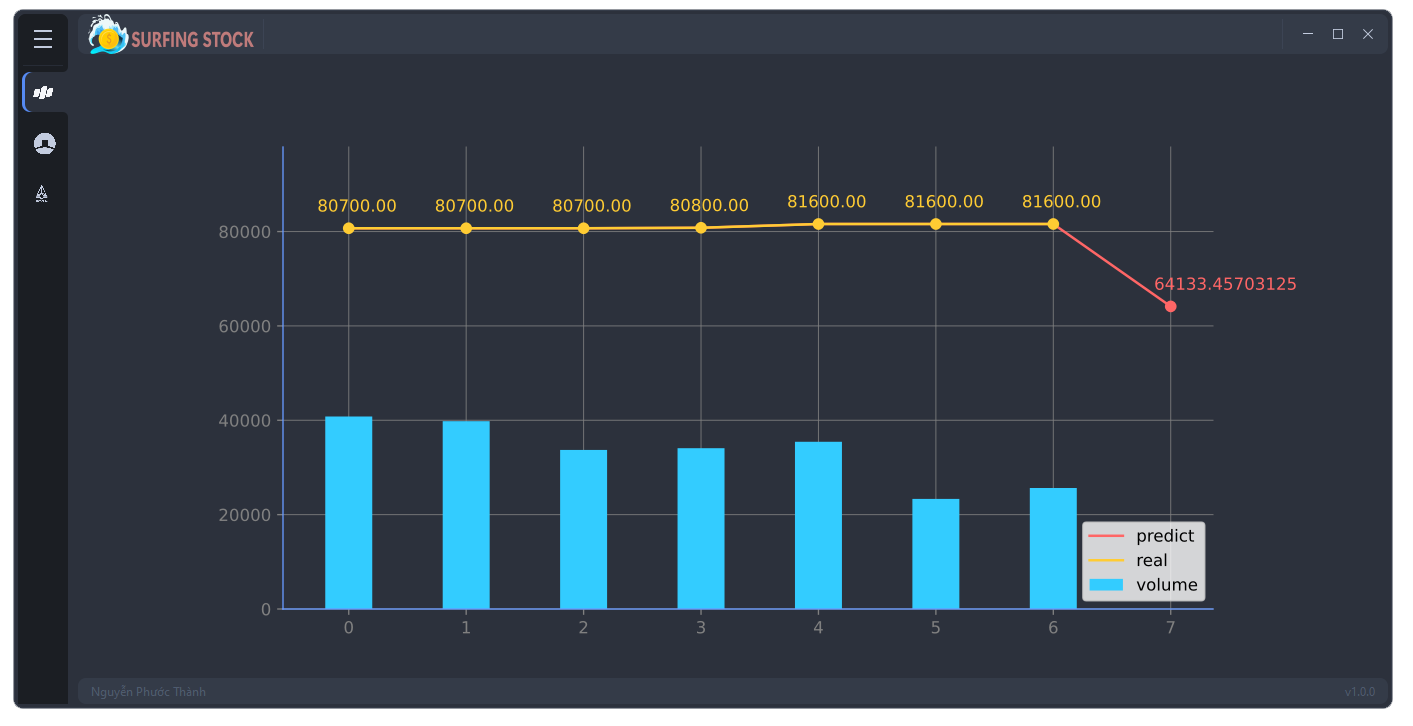 SURFING STOCK
80700.00 80700.00 80700.00 80800.00 81600.00 81600.00 81600.00
80000
64133.45703125
60000
40000
20000
predict
real
volume
0
0 1 2 3 4 5 6 7
Nguyễn Phước Thành v1.0.0